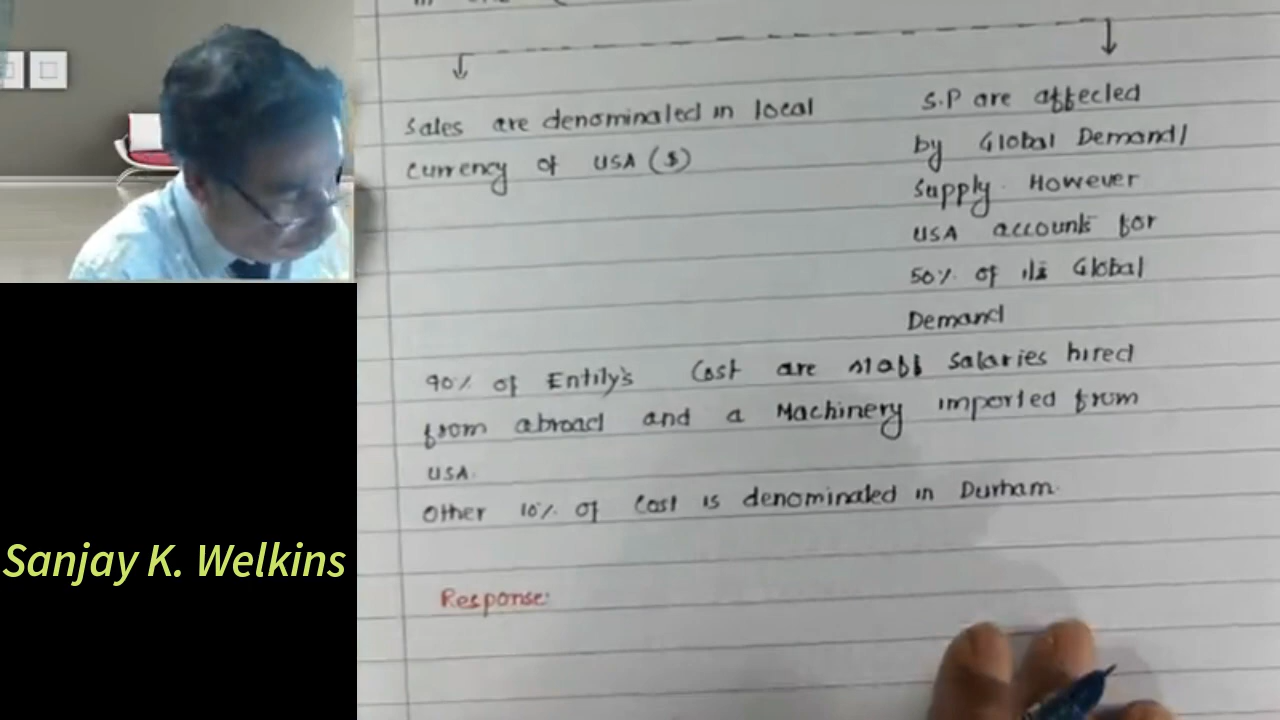 Sales are denominated in local
currency of USA ($)
S.P are affected
by Global Demand/
Supply. However
USA accounts for
50% of its Global
Demand
90% of Entity's Cost are staff salaries hired
from abroad and a Machinery imported from
USA.
Other 10% of Cost is denominated in Durham.
Response:
Sanjay K. Welkins